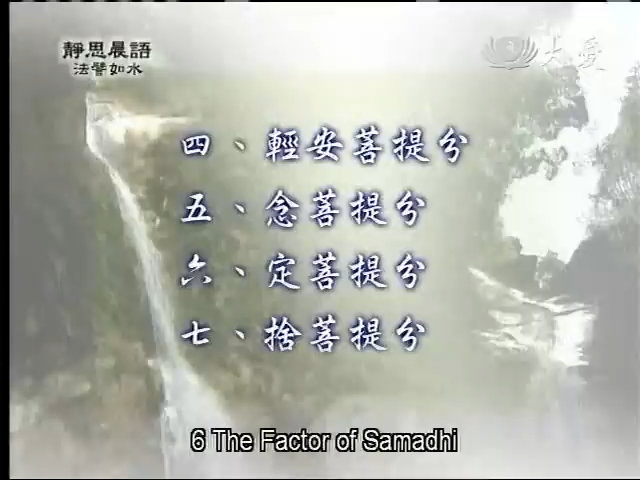 靜思晨語
法譬如水
大愛
四、輕安菩提分
五、念菩提分
六、定菩提分
七、捨菩提分
6 The Factor of Samadhi